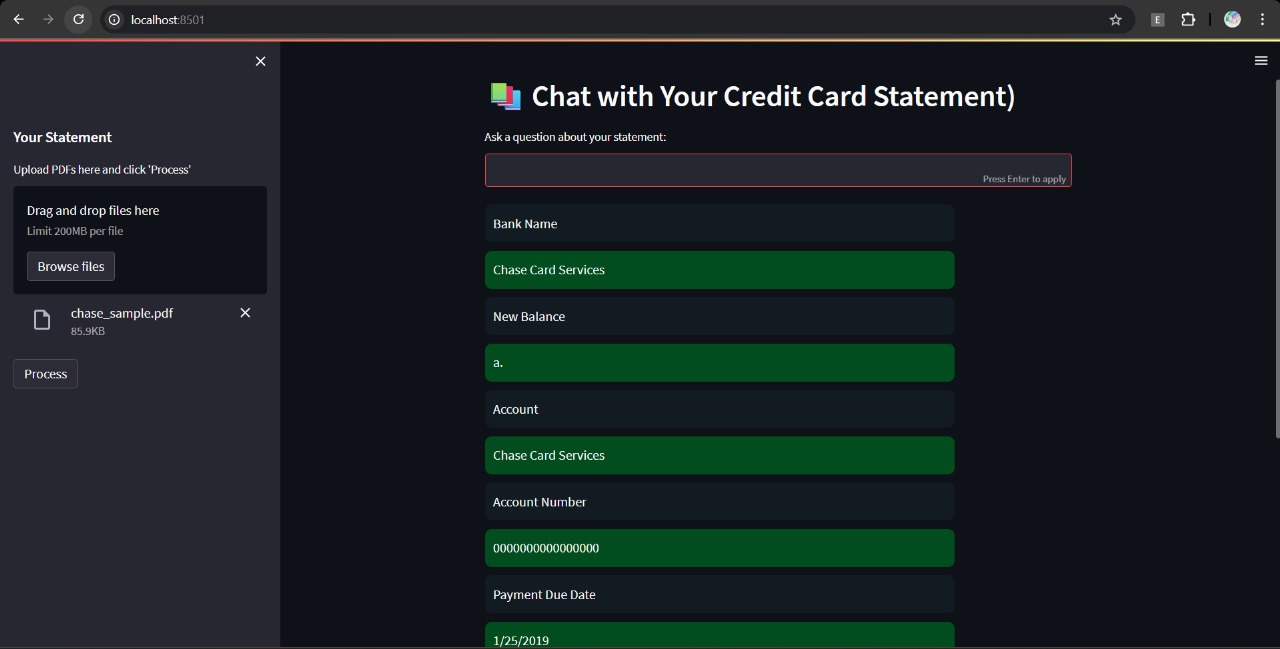 localhost:8501
E
Your Statement
Upload PDFs here and click 'Process'
Drag and drop files here
Limit 200MB per file
Browse files
chase_sample.pdf
85.9KB
Process
Chat with Your Credit Card Statement)
Ask a question about your statement:
Press Enter to apply
Bank Name
Chase Card Services
New Balance
a.
Account
Chase Card Services
Account Number
0000000000000000
Payment Due Date
1/25/2019